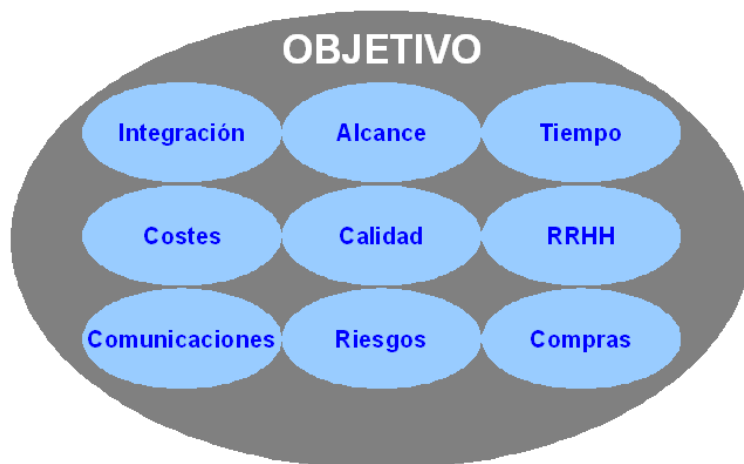 OBJETIVO
Integración Alcance Tiempo
Costes Calidad RRHH
Comunicaciones Riesgos Compras